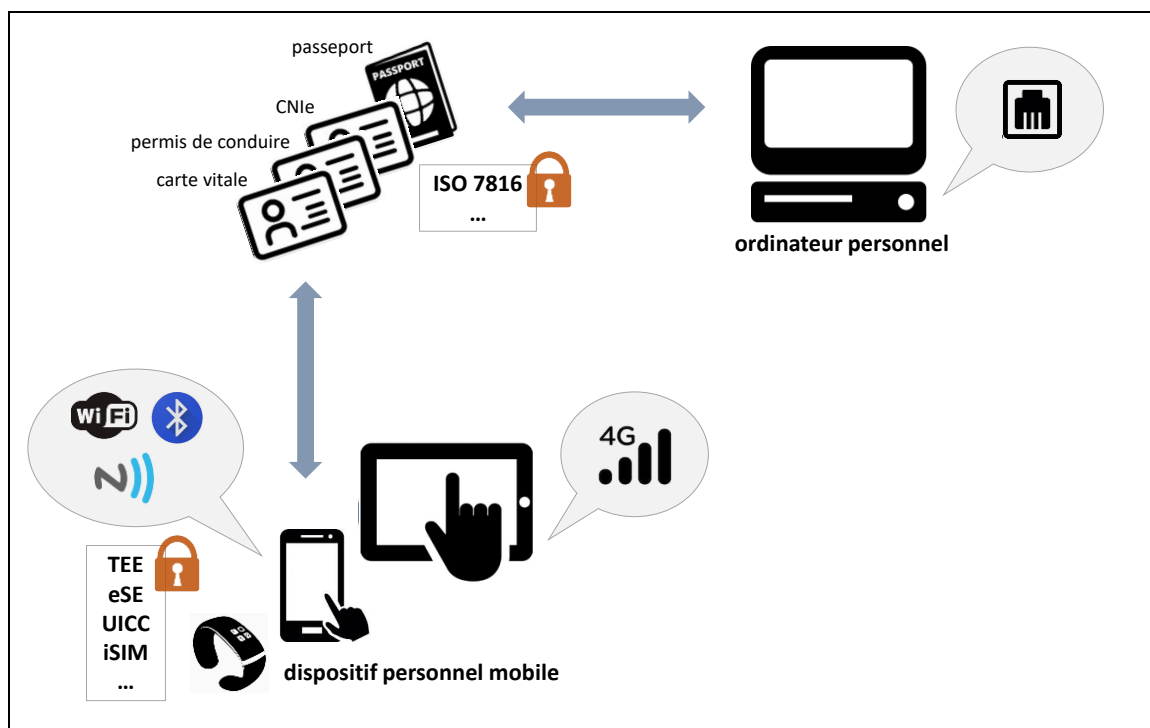 passeport
PASSPORT
CNIe
permis de conduire
carte vitale
ISO 7816
...
ordinateur personnel
WiFi
4G
TEE
eSE
UICC
iSIM
...
dispositif personnel mobile